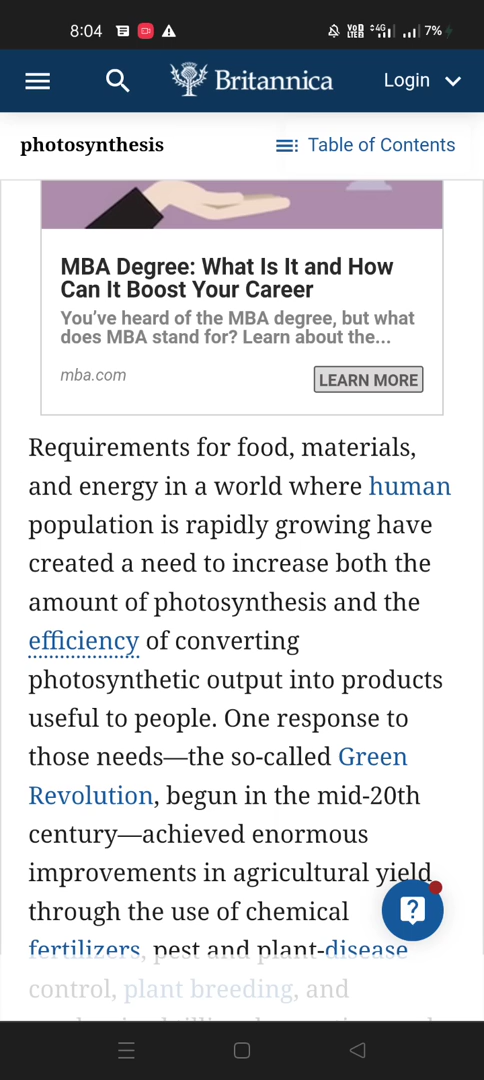 8:04 VoD LTED 4G 7%
Britannica Login
photosynthesis Table of Contents
MBA Degree: What Is It and How
Can It Boost Your Career
You've heard of the MBA degree, but what
does MBA stand for? Learn about the...
mba.com LEARN MORE
Requirements for food, materials,
and energy in a world where human
population is rapidly growing have
created a need to increase both the
amount of photosynthesis and the
efficiency of converting
photosynthetic output into products
useful to people. One response to
those needs—the so-called Green
Revolution, begun in the mid-20th
century—achieved enormous
improvements in agricultural yield
through the use of chemical
fertilizers, pest and plant-disease
control, plant breeding, and